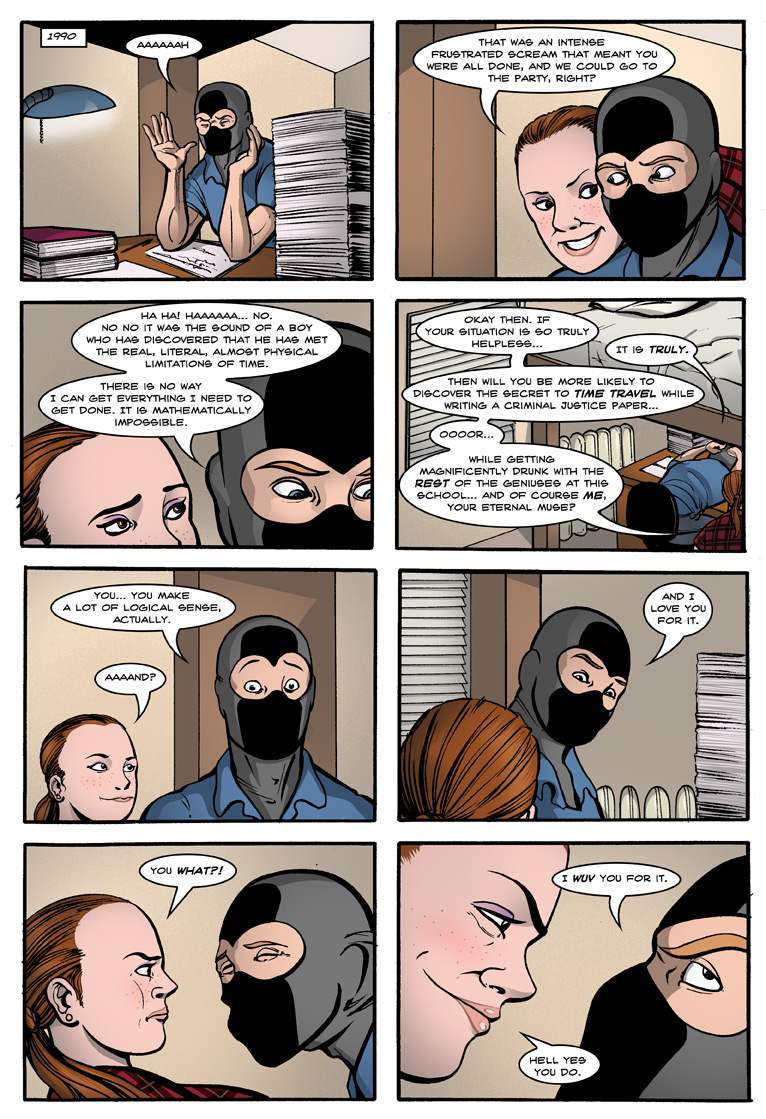 1990
AAAAAAH
THAT WAS AN INTENSE
FRUSTRATED SCREAM THAT MEANT YOU
WERE ALL DONE, AND WE COULD GO TO
THE PARTY, RIGHT?
HA HA! HAAAAAA... NO.
NO NO IT WAS THE SOUND OF A BOY
WHO HAS DISCOVERED THAT HE HAS MET
THE REAL, LITERAL, ALMOST PHYSICAL
LIMITATIONS OF TIME.
THERE IS NO WAY
I CAN GET EVERYTHING I NEED TO
GET DONE. IT IS MATHEMATICALLY
IMPOSSIBLE.
OKAY THEN. IF
YOUR SITUATION IS SO TRULY
HELPLESS...
IT IS TRULY.
THEN WILL YOU BE MORE LIKELY TO
DISCOVER THE SECRET TO TIME TRAVEL WHILE
WRITING A CRIMINAL JUSTICE PAPER...
OOOOR...
WHILE GETTING
MAGNIFICENTLY DRUNK WITH THE
REST OF THE GENIUSES AT THIS
SCHOOL... AND OF COURSE ME,
YOUR ETERNAL MUSE?
YOU... YOU MAKE
A LOT OF LOGICAL SENSE,
ACTUALLY.
AAAAND?
AND I
LOVE YOU
FOR IT.
YOU WHAT?!
I WUV YOU FOR IT.
HELL YES
YOU DO.